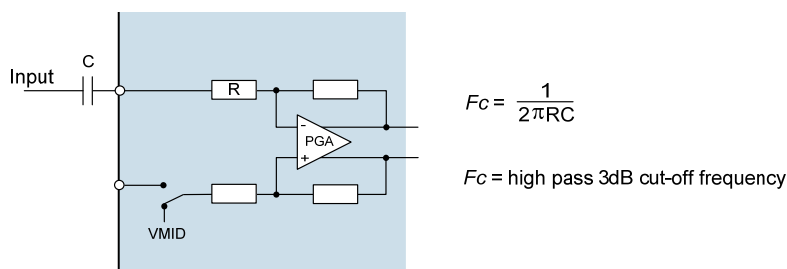 Input
C
R
-
PGA
+
VMID
Fc = 1
2πRC
Fc = high pass 3dB cut-off frequency